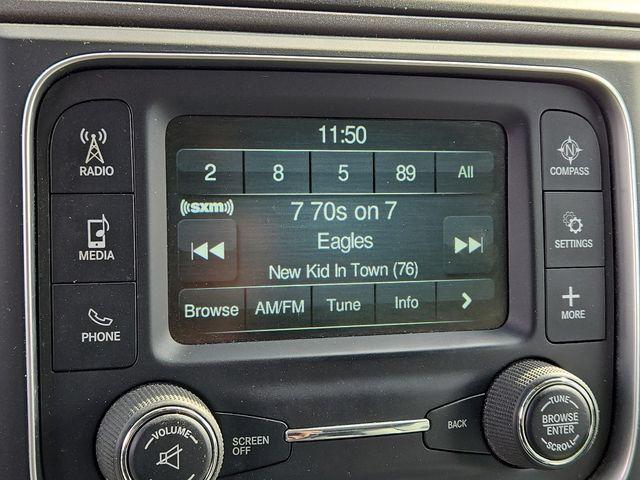 11:50
2 8 5 89 All
((sxm))
7 70s on 7
Eagles
New Kid In Town (76)
Browse AM/FM Tune Info >
RADIO
MEDIA
PHONE
N
COMPASS
SETTINGS
+
MORE
VOLUME
SCREEN
OFF
BACK
TUNE
BROWSE
ENTER
SCROLL